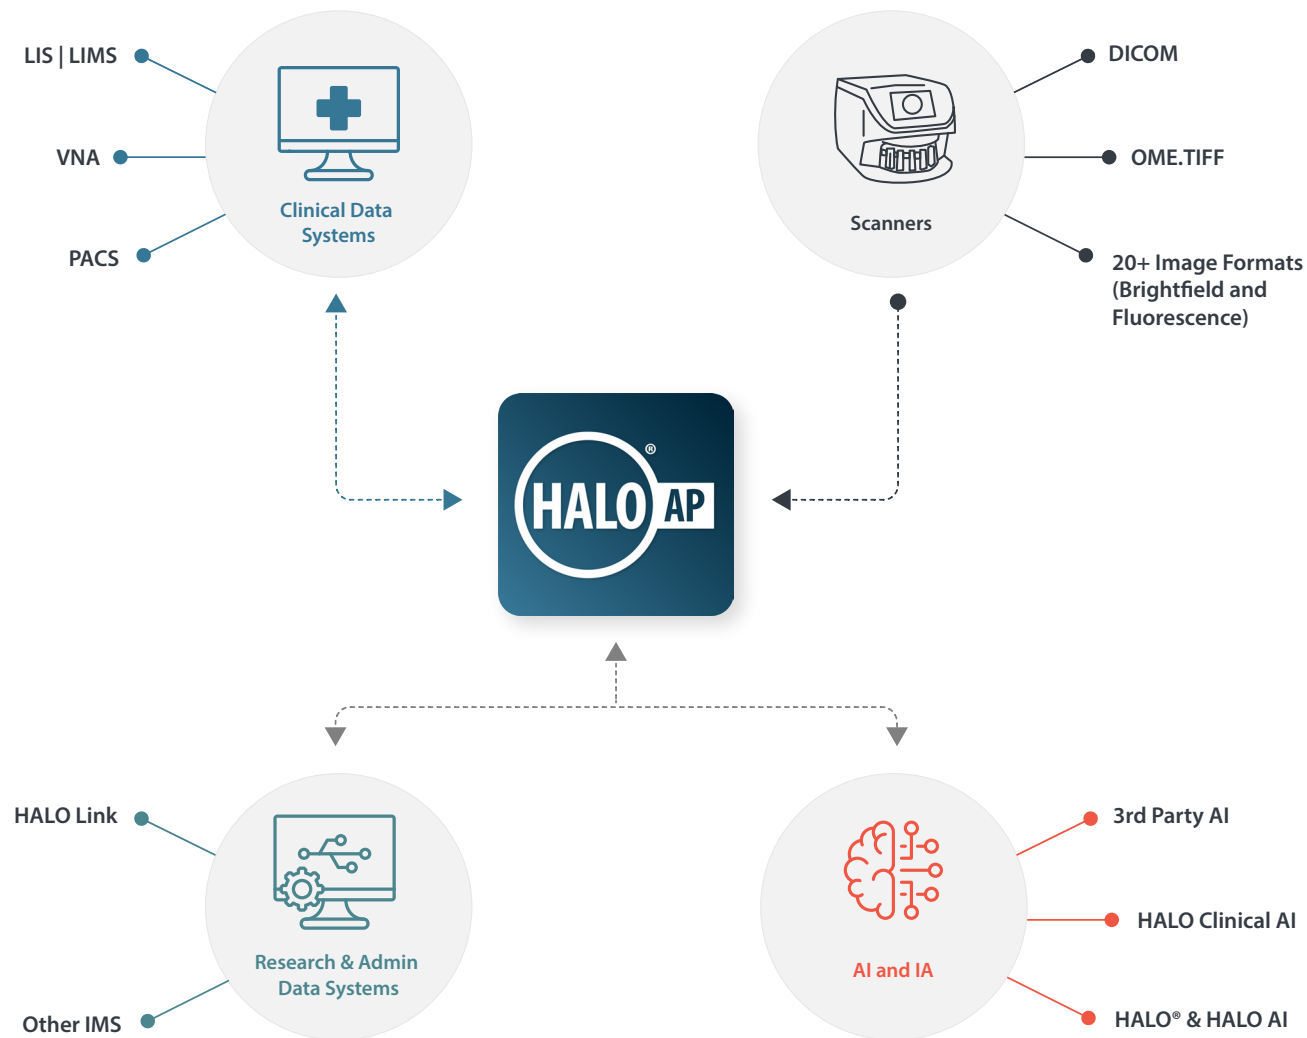 LIS | LIMS
VNA
PACS
Clinical Data
Systems
DICOM
OME.TIFF
20+ Image Formats
(Brightfield and
Fluorescence)
Scanners
HALO® AP
HALO Link
Other IMS
Research & Admin
Data Systems
3rd Party AI
HALO Clinical AI
HALO® & HALO AI
AI and IA